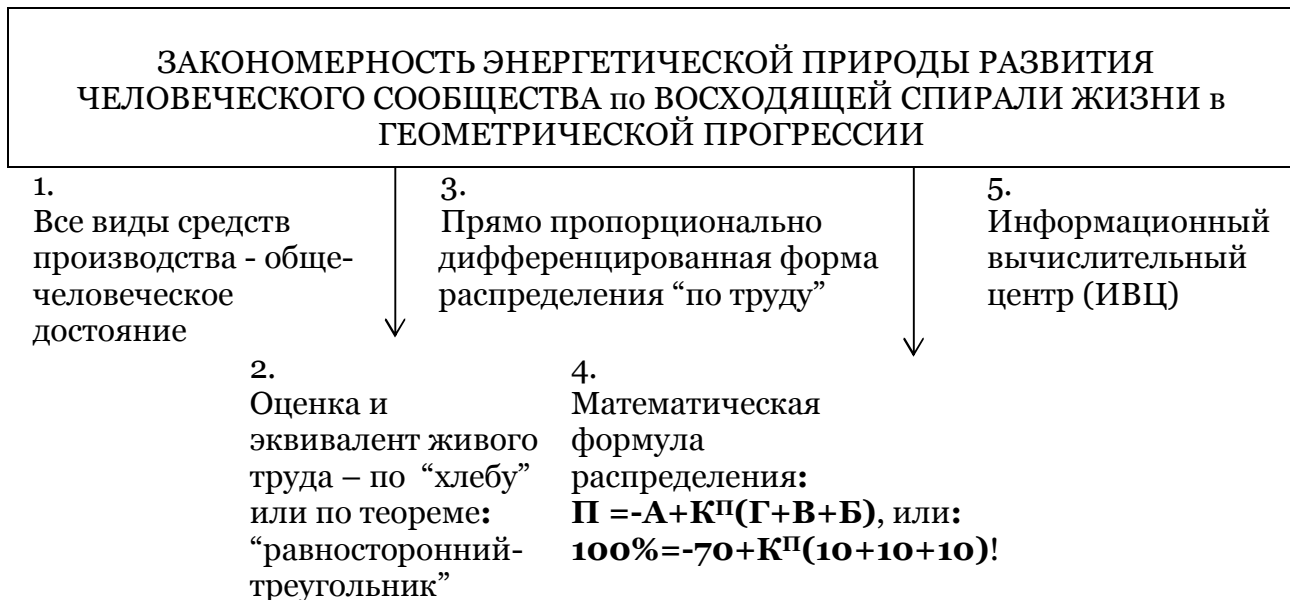 ЗАКОНОМЕРНОСТЬ ЭНЕРГЕТИЧЕСКОЙ ПРИРОДЫ РАЗВИТИЯ
ЧЕЛОВЕЧЕСКОГО СООБЩЕСТВА по ВОСХОДЯЩЕЙ СПИРАЛИ ЖИЗНИ в
ГЕОМЕТРИЧЕСКОЙ ПРОГРЕССИИ
1.
Все виды средств
производства - обще-
человеческое
достояние
2.
Оценка и
эквивалент живого
труда – по “хлебу”
или по теореме:
“равносторонний-
треугольник”
3.
Прямо пропорционально
дифференцированная форма
распределения “по труду”
4.
Математическая
формула
распределения:
П =-А+Кᴾ(Г+В+Б), или:
100%=-70+Кᴾ(10+10+10)!
5.
Информационный
вычислительный
центр (ИВЦ)